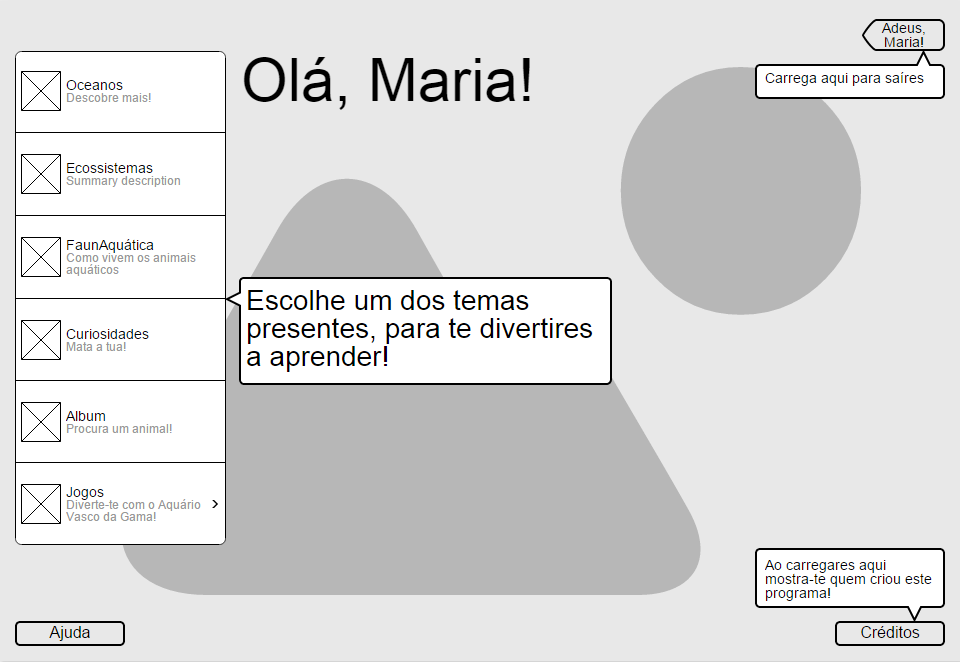 Adeus,
Maria!
Carrega aqui para saíres
Olá, Maria!
Oceanos
Descobre mais!
Ecossistemas
Summary description
FaunAquática
Como vivem os animais
aquáticos
Curiosidades
Mata a tua!
Album
Procura um animal!
Jogos
Diverte-te com o Aquário
Vasco da Gama!
Escolhe um dos temas
presentes, para te divertires
a aprender!
Ao carregares aqui
mostra-te quem criou este
programa!
Ajuda
Créditos